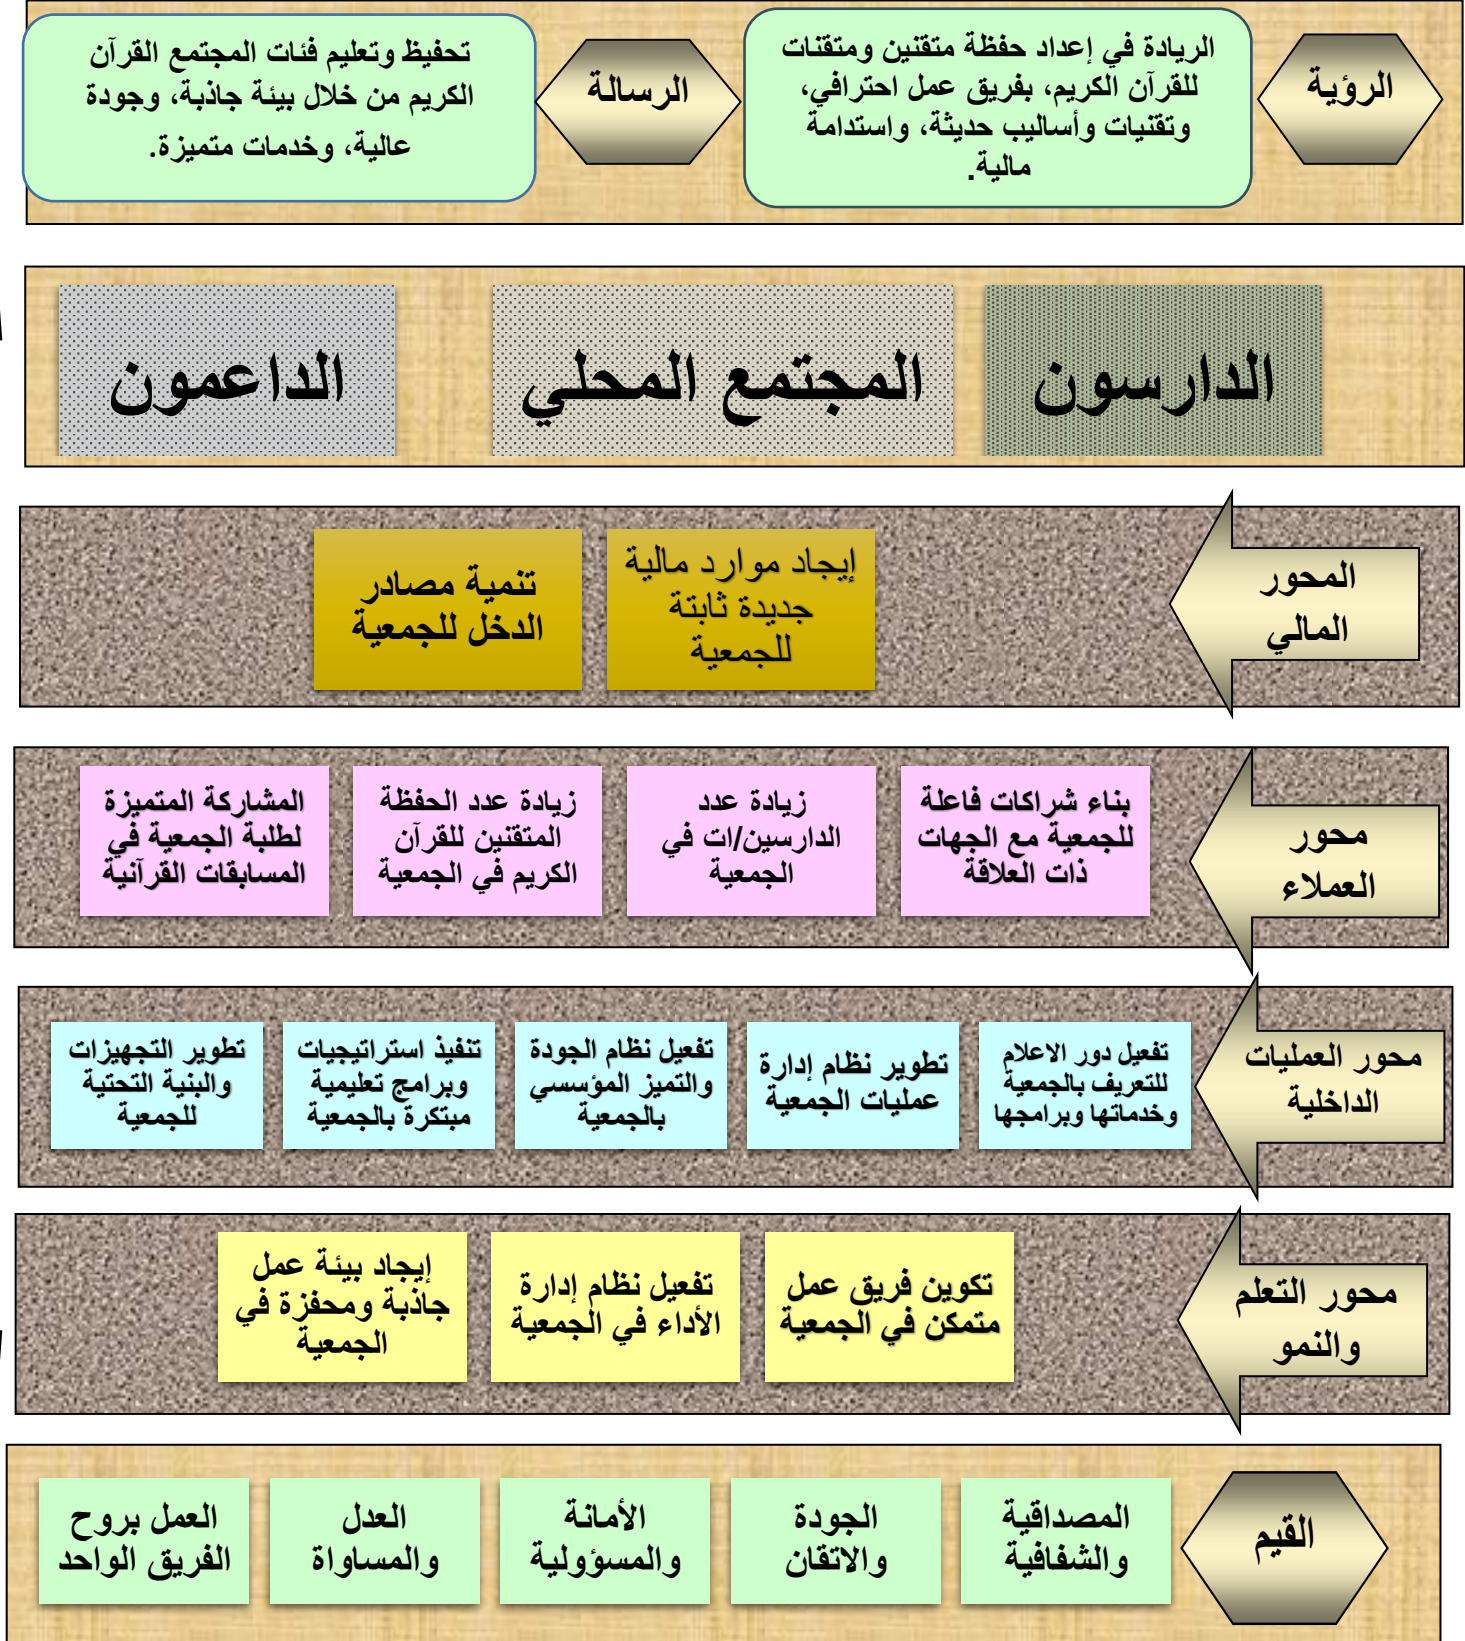 الرؤية
الريادة في إعداد حفظة متقنين ومتقنات
للقرآن الكريم، بفريق عمل احترافي،
وتقنيات وأساليب حديثة، واستدامة
مالية.
الرسالة
تحفيظ وتعليم فئات المجتمع القرآن
الكريم من خلال بيئة جاذبة، وجودة
عالية، وخدمات متميزة.
الدارسون
المجتمع المحلي
الداعمون
المحور
المالي
إيجاد موارد مالية
جديدة ثابتة
للجمعية
تنمية مصادر
الدخل للجمعية
محور
العملاء
بناء شراكات فاعلة
للجمعية مع الجهات
ذات العلاقة
زيادة عدد
الدارسين/ات في
الجمعية
زيادة عدد الحفظة
المتقنين للقرآن
الكريم في الجمعية
المشاركة المتميزة
لطلبة الجمعية في
المسابقات القرآنية
محور العمليات
الداخلية
تفعيل دور الاعلام
للتعريف بالجمعية
وخدماتها وبرامجها
تطوير نظام إدارة
عمليات الجمعية
تفعيل نظام الجودة
والتميز المؤسسي
بالجمعية
تنفيذ استراتيجيات
وبرامج تعليمية
مبتكرة بالجمعية
تطوير التجهيزات
والبنية التحتية
للجمعية
محور التعلم
والنمو
تكوين فريق عمل
متمكن في الجمعية
تفعيل نظام إدارة
الأداء في الجمعية
إيجاد بيئة عمل
جاذبة ومحفزة في
الجمعية
القيم
المصداقية
والشفافية
الجودة
والاتقان
الأمانة
والمسؤولية
العدل
والمساواة
العمل بروح
الفريق الواحد